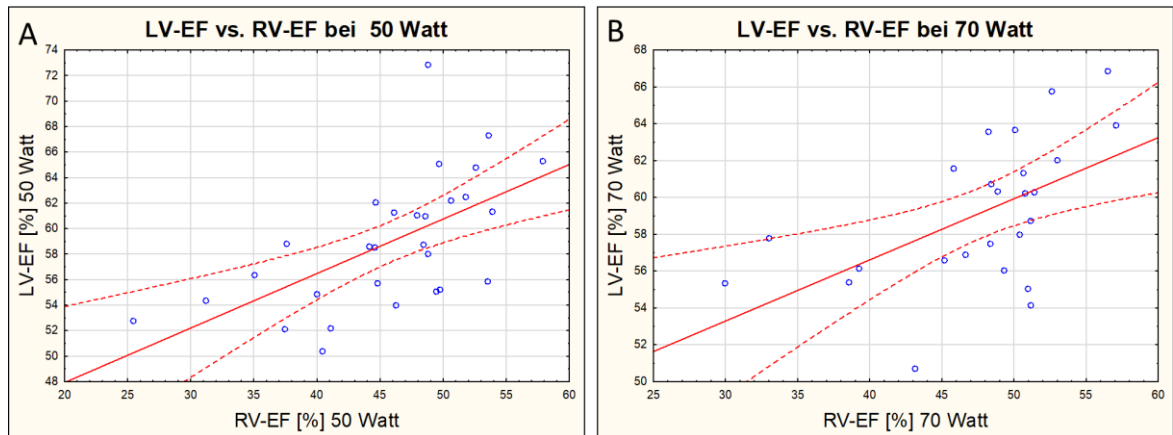 A
LV-EF vs. RV-EF bei 50 Watt
74
72
70
68
66
64
62
60
58
56
54
52
50
48
LV-EF [%] 50 Watt
20 25 30 35 40 45 50 55 60
RV-EF [%] 50 Watt
B
LV-EF vs. RV-EF bei 70 Watt
68
66
64
62
60
58
56
54
52
50
LV-EF [%] 70 Watt
25 30 35 40 45 50 55 60
RV-EF [%] 70 Watt